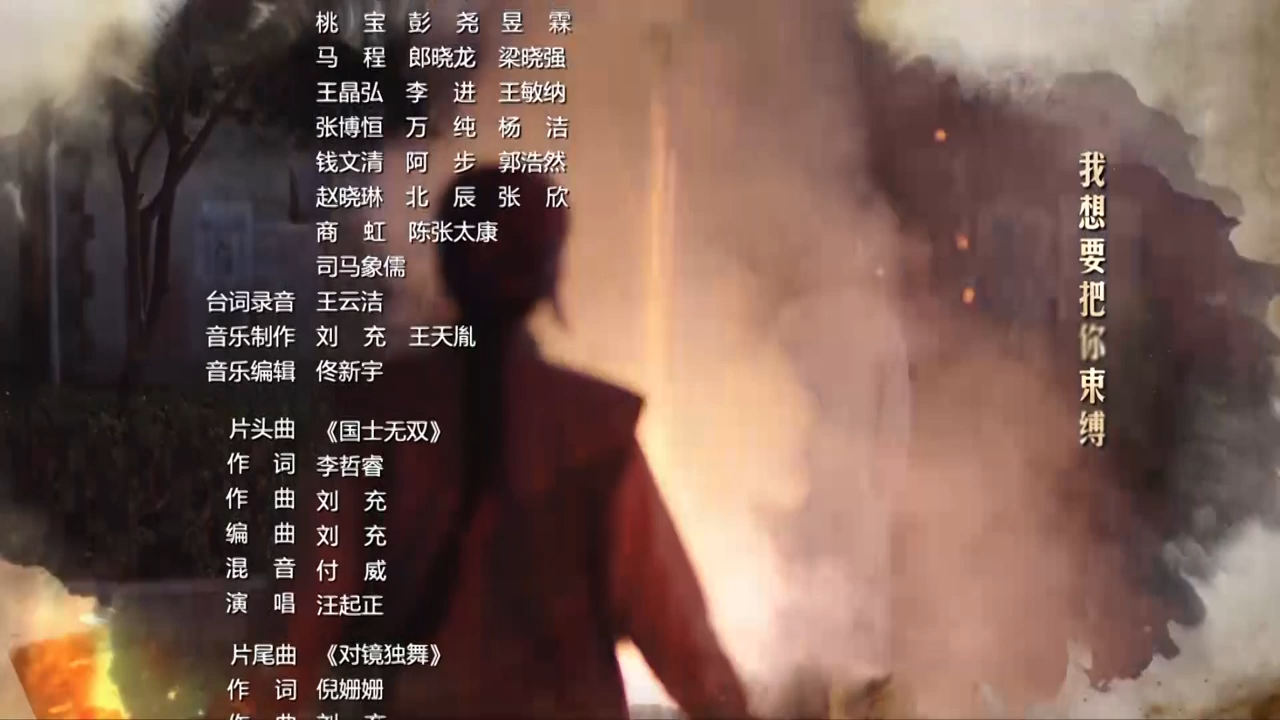 桃 宝 彭 尧 昱 霖
马 程 郎晓龙 梁晓强
王晶弘 李 进 王敏纳
张博恒 万 纯 杨 洁
钱文清 阿 步 郭浩然
赵晓琳 北 辰 张 欣
商 虹 陈张太康
司马象儒
台词录音 王云洁
音乐制作 刘 充 王天胤
音乐编辑 佟新宇
片头曲 《国士无双》
作 词 李哲睿
作 曲 刘 充
编 曲 刘 充
混 音 付 威
演 唱 汪起正
片尾曲 《对镜独舞》
作 词 倪姗姗
作 曲 刘 充
我想要把你束缚